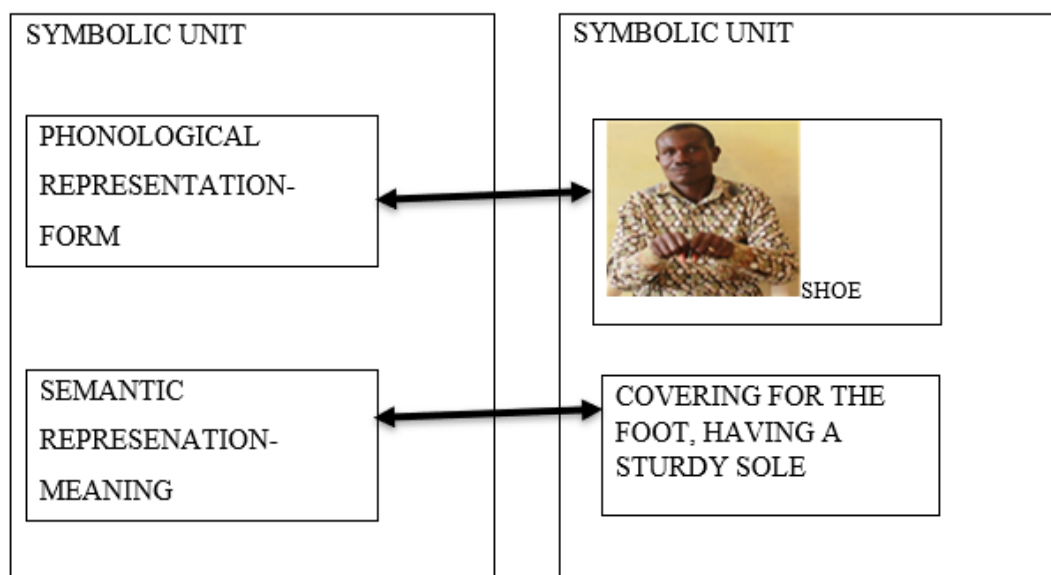 SYMBOLIC UNIT
PHONOLOGICAL
REPRESENTATION-
FORM
SEMANTIC
REPRESENATION-
MEANING
SYMBOLIC UNIT
SHOE
COVERING FOR THE
FOOT, HAVING A
STURDY SOLE